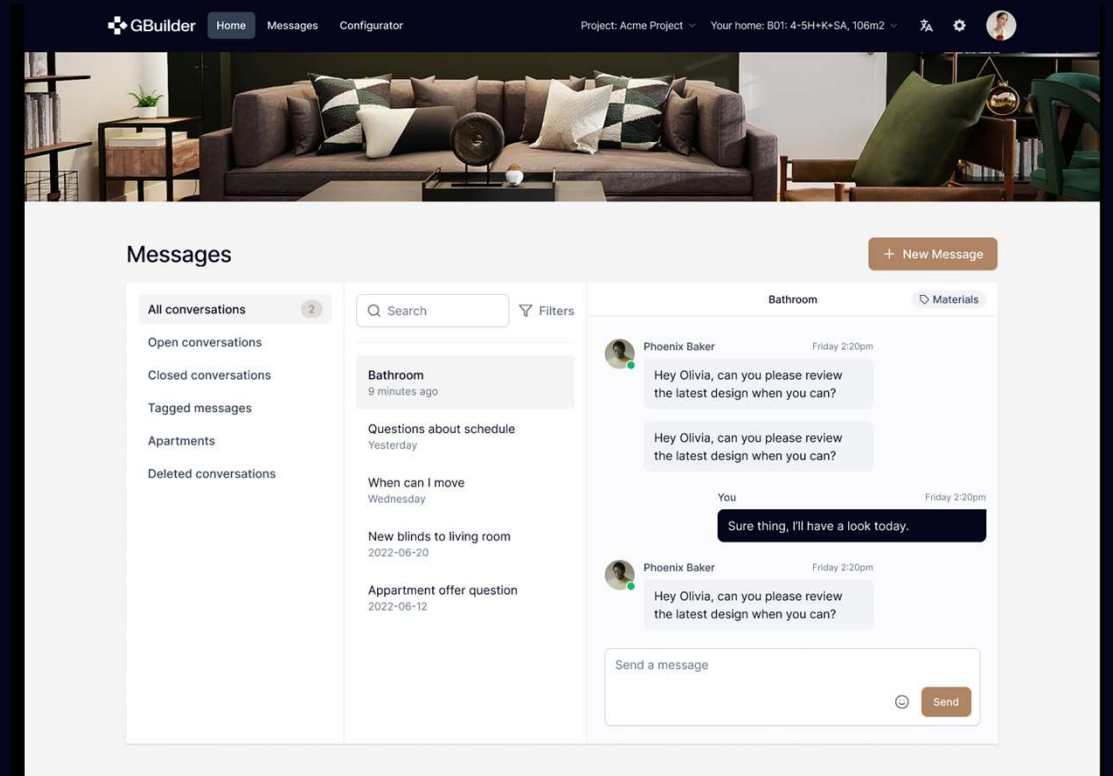 GBuilder Home Messages Configurator Project: Acme Project Your home: B01: 4-5H+K+SA, 106m2
Messages
+ New Message
All conversations 2
Open conversations
Closed conversations
Tagged messages
Apartments
Deleted conversations
Search Filters
Bathroom
9 minutes ago
Questions about schedule
Yesterday
When can I move
Wednesday
New blinds to living room
2022-06-20
Appartment offer question
2022-06-12
Bathroom Materials
Phoenix Baker Friday 2:20pm
Hey Olivia, can you please review
the latest design when you can?
Hey Olivia, can you please review
the latest design when you can?
You Friday 2:20pm
Sure thing, I'll have a look today.
Phoenix Baker Friday 2:20pm
Hey Olivia, can you please review
the latest design when you can?
Send a message
Send